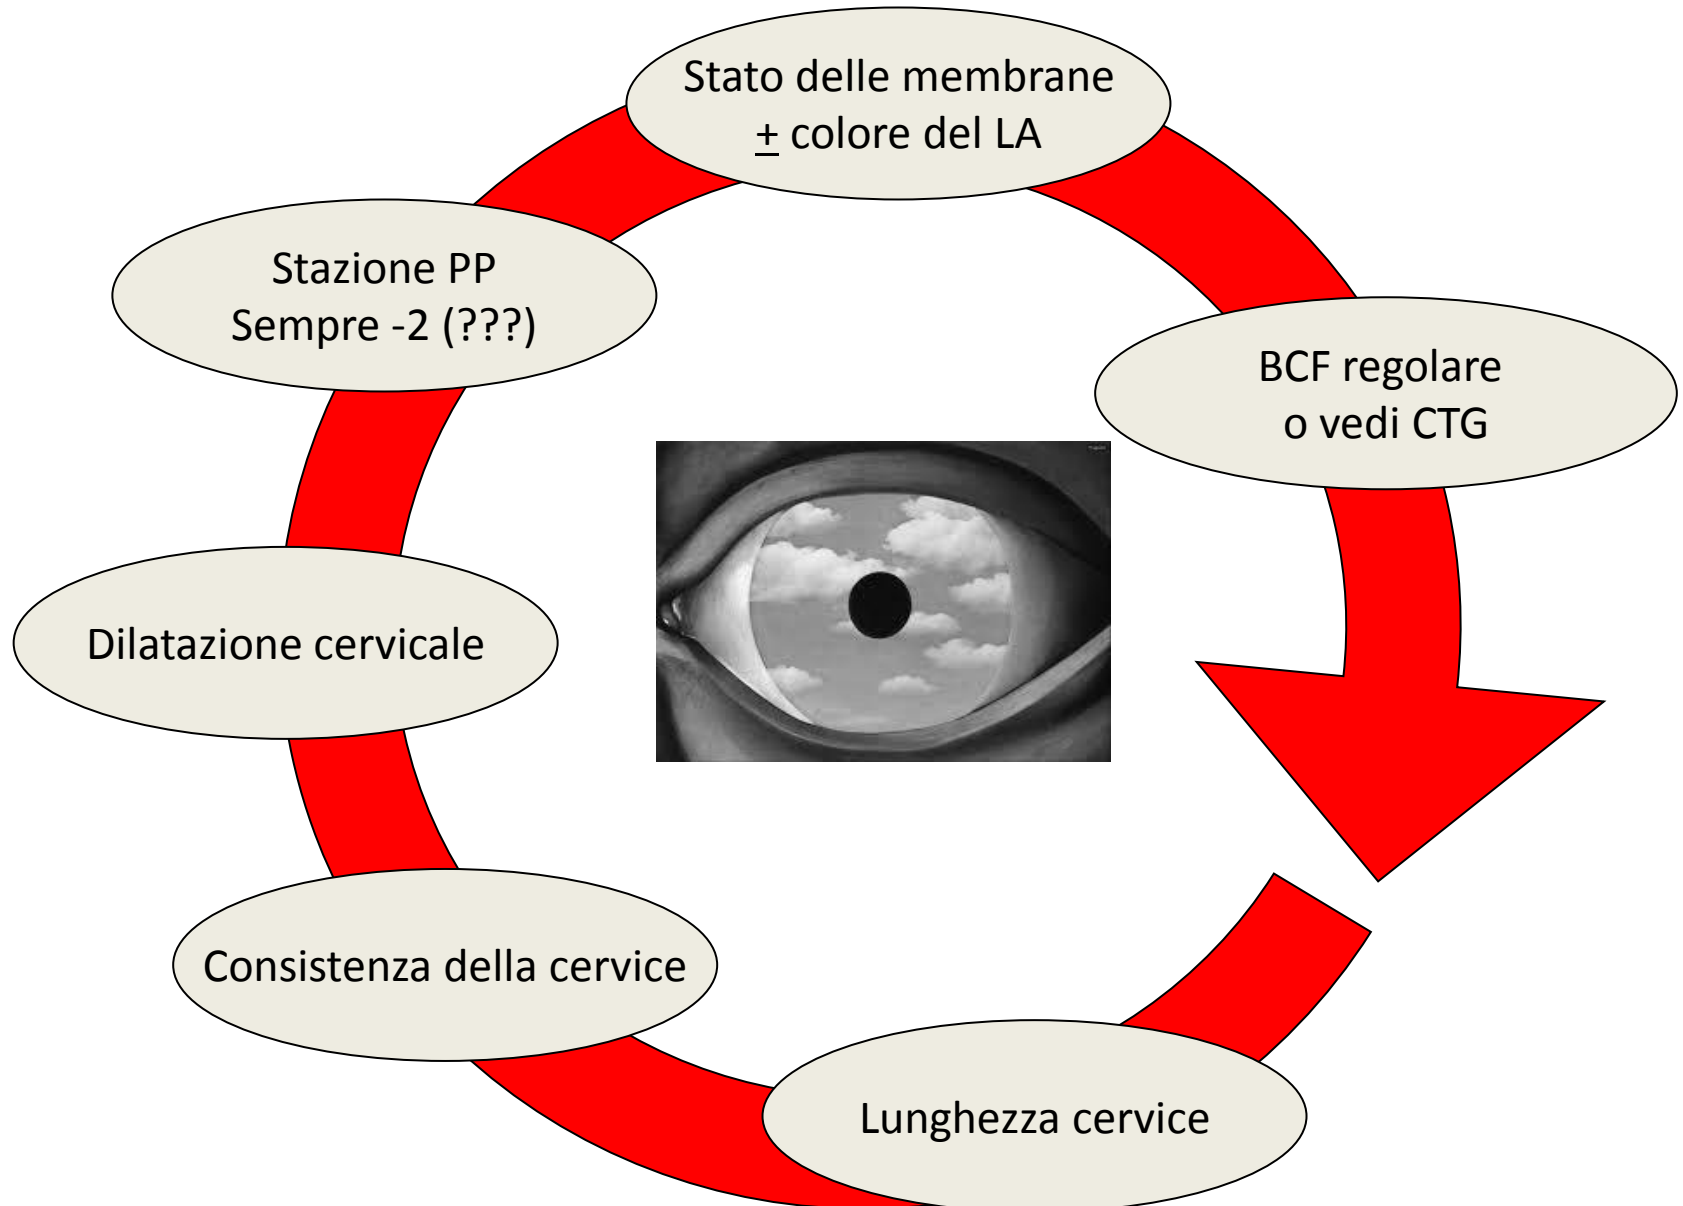 Stato delle membrane
+ colore del LA
Stazione PP
Sempre -2 (???)
BCF regolare
o vedi CTG
Dilatazione cervicale
Consistenza della cervice
Lunghezza cervice